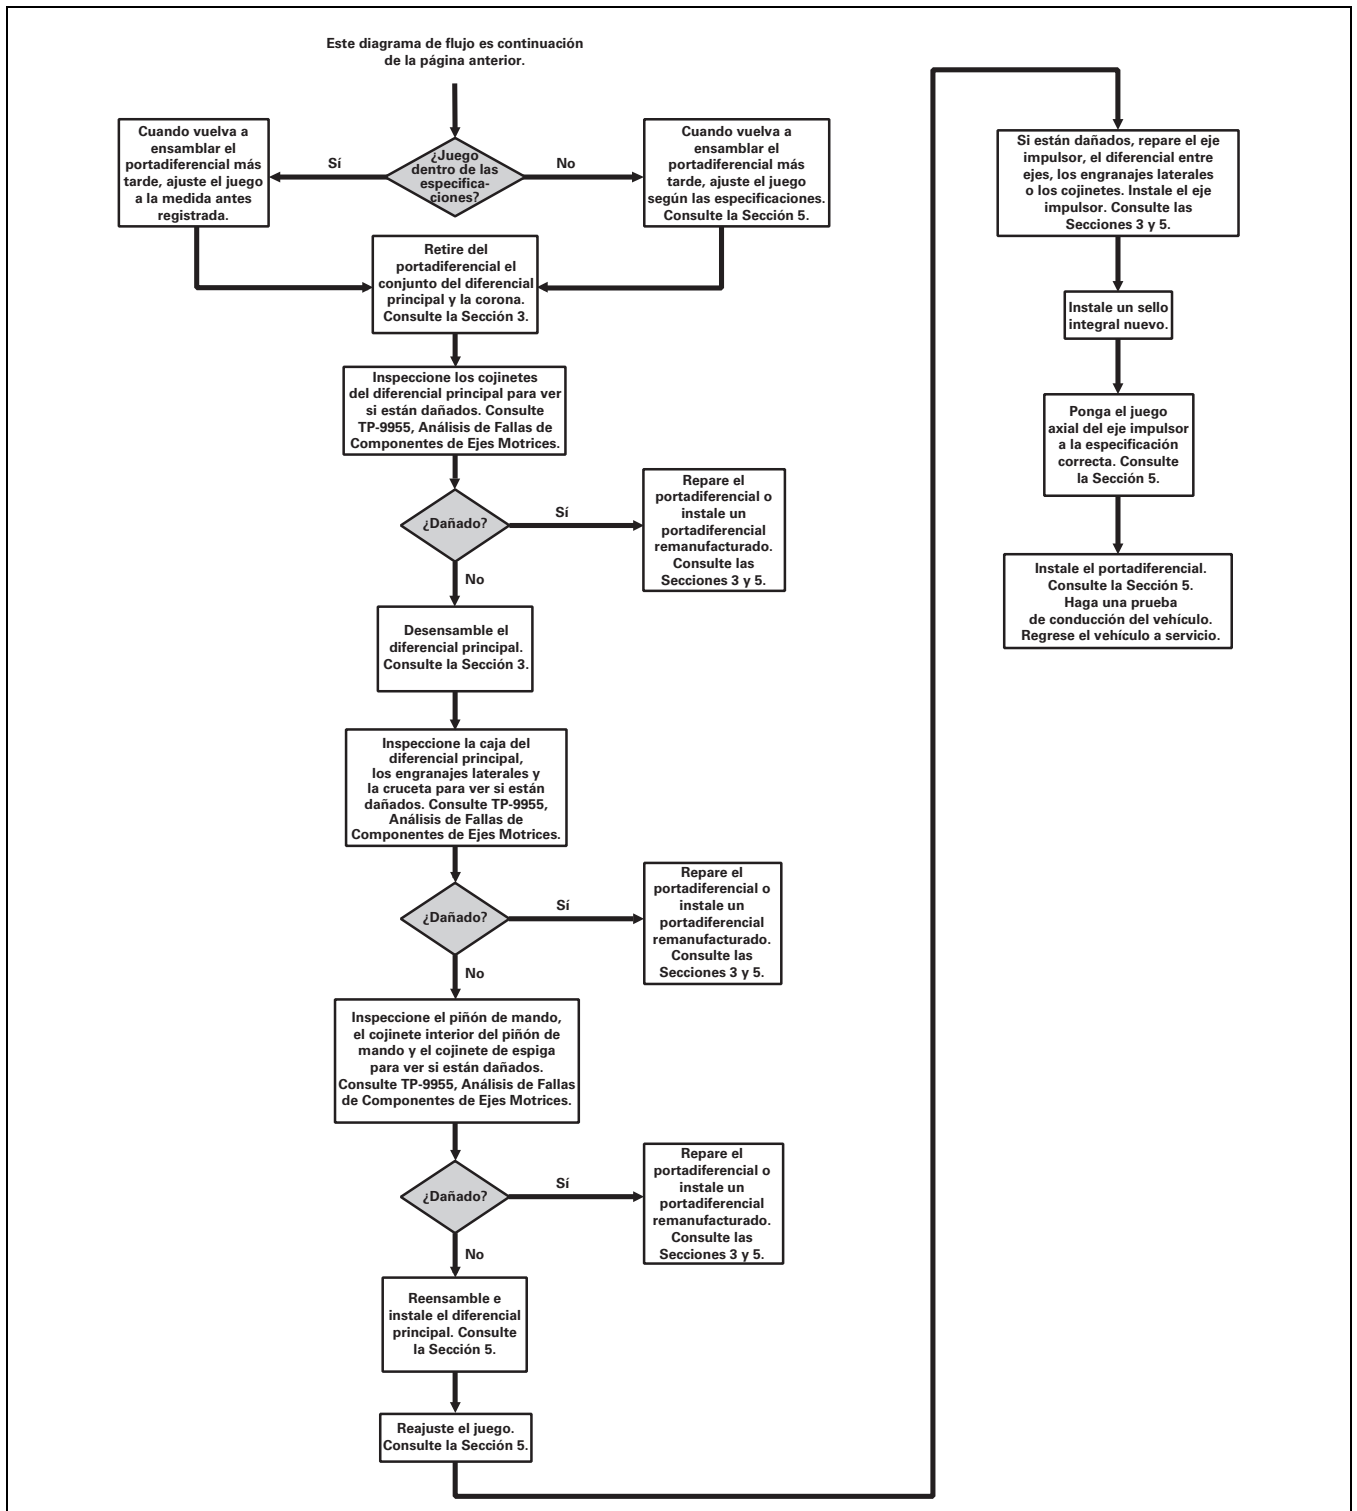 Este diagrama de flujo es continuación
de la página anterior.
Cuando vuelva a
ensamblar el
portadiferencial más
tarde, ajuste el juego
a la medida antes
registrada.
Sí
¿Juego
dentro de las
especifica-
ciones?
No
Cuando vuelva a
ensamblar el
portadiferencial más
tarde, ajuste el juego
según las especificaciones.
Consulte la Sección 5.
Retire del
portadiferencial el
conjunto del diferencial
principal y la corona.
Consulte la Sección 3.
Inspeccione los cojinetes
del diferencial principal para ver
si están dañados. Consulte
TP-9955, Análisis de Fallas de
Componentes de Ejes Motrices.
¿Dañado?
Sí
Repare el
portadiferencial o
instale un
portadiferencial
remanufacturado.
Consulte las
Secciones 3 y 5.
No
Desensamble el
diferencial principal.
Consulte la Sección 3.
Inspeccione la caja del
diferencial principal,
los engranajes laterales y
la cruceta para ver si están
dañados. Consulte TP-9955,
Análisis de Fallas de
Componentes de Ejes Motrices.
¿Dañado?
Sí
Repare el
portadiferencial o
instale un
portadiferencial
remanufacturado.
Consulte las
Secciones 3 y 5.
No
Inspeccione el piñón de mando,
el cojinete interior del piñón de
mando y el cojinete de espiga
para ver si están dañados.
Consulte TP-9955, Análisis de Fallas
de Componentes de Ejes Motrices.
¿Dañado?
Sí
Repare el
portadiferencial o
instale un
portadiferencial
remanufacturado.
Consulte las
Secciones 3 y 5.
No
Reensamble e
instale el diferencial
principal. Consulte
la Sección 5.
Reajuste el juego.
Consulte la Sección 5.
Si están dañados, repare el eje
impulsor, el diferencial entre
ejes, los engranajes laterales
o los cojinetes. Instale el eje
impulsor. Consulte las
Secciones 3 y 5.
Instale un sello
integral nuevo.
Ponga el juego
axial del eje impulsor
a la especificación
correcta. Consulte
la Sección 5.
Instale el portadiferencial.
Consulte la Sección 5.
Haga una prueba
de conducción del vehículo.
Regrese el vehículo a servicio.